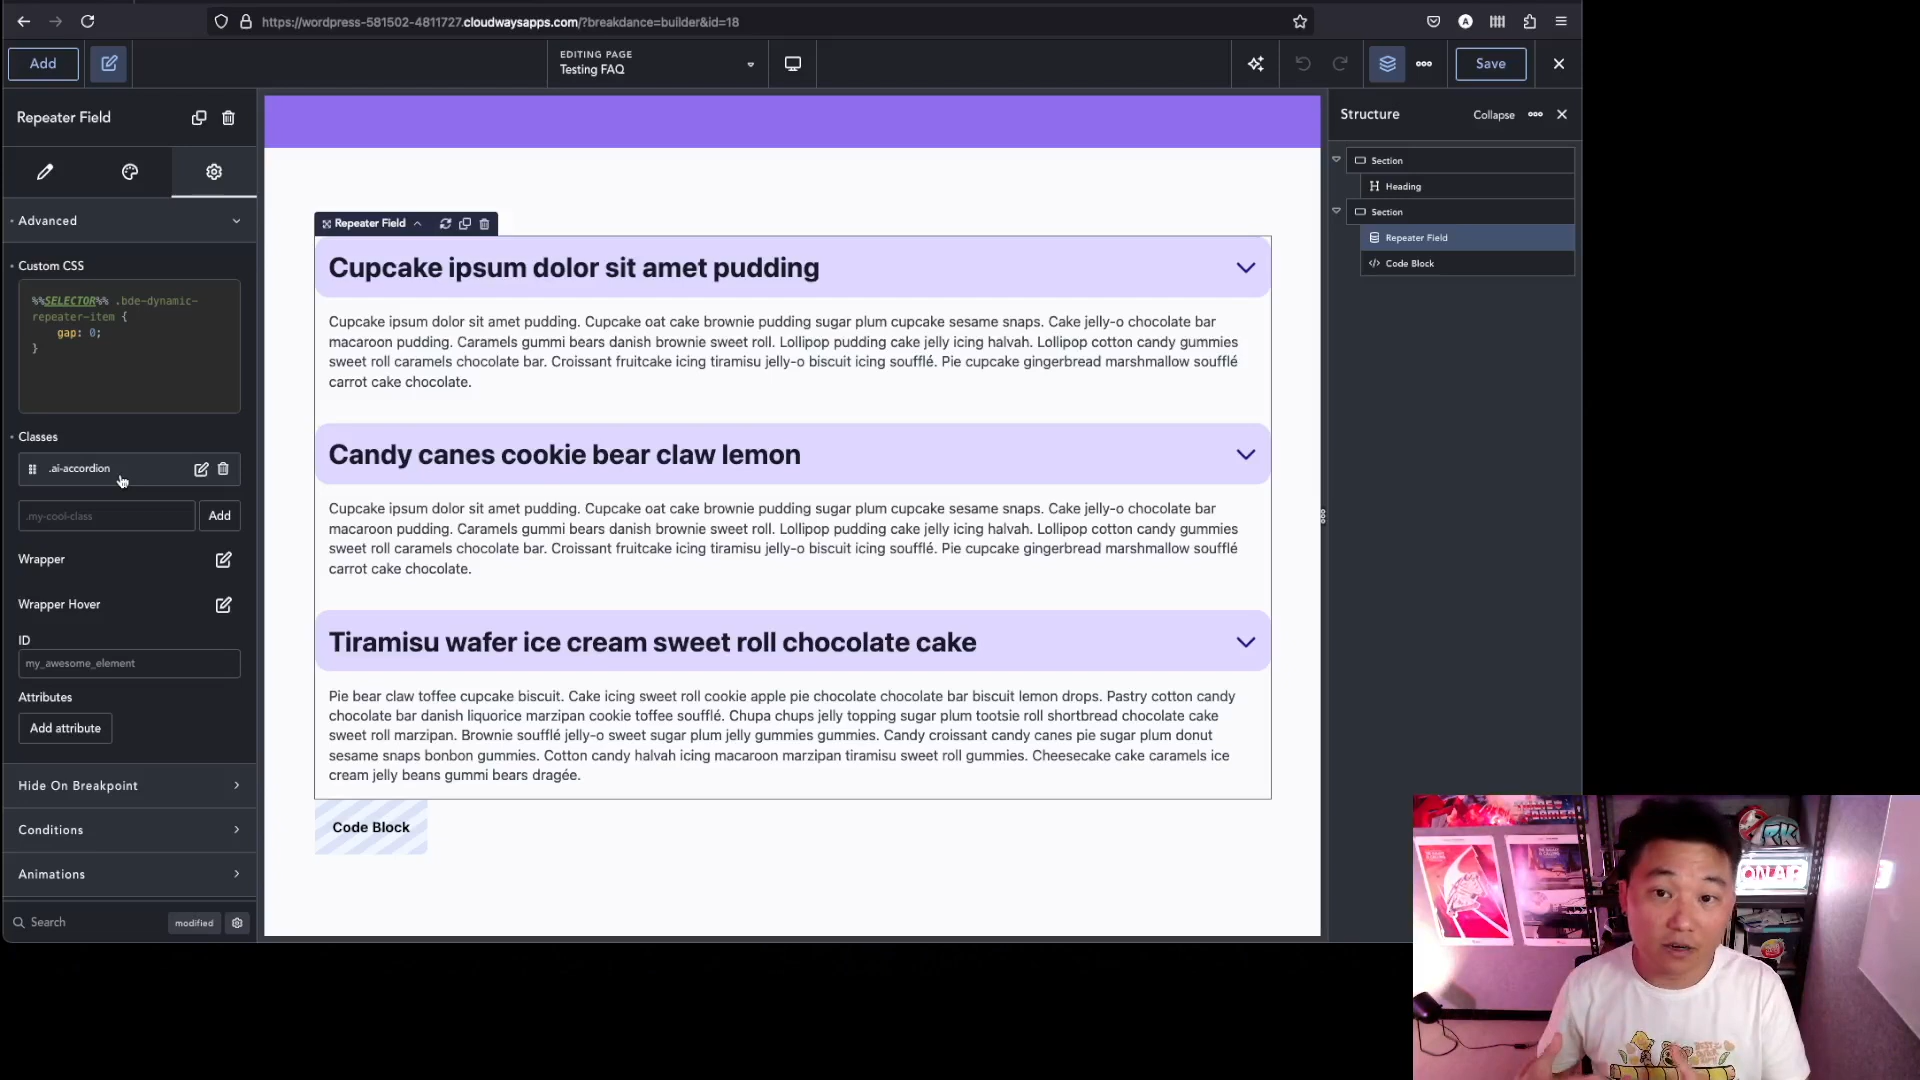 https://wordpress-581502-4811727.cloudwaysapps.com/?breakdance=builder&id=18
Add
EDITING PAGE
Testing FAQ
Save
Repeater Field
Advanced
Custom CSS
%%SELECTOR%% .bde-dynamic-
repeater-item {
gap: 0;
}
Classes
.ai-accordion
.my-cool-class
Add
Wrapper
Wrapper Hover
ID
my_awesome_element
Attributes
Add attribute
Hide On Breakpoint
Conditions
Animations
Search
modified
Repeater Field
Cupcake ipsum dolor sit amet pudding
Cupcake ipsum dolor sit amet pudding. Cupcake oat cake brownie pudding sugar plum cupcake sesame snaps. Cake jelly-o chocolate bar
macaroon pudding. Caramels gummi bears danish brownie sweet roll. Lollipop pudding cake jelly icing halvah. Lollipop cotton candy gummies
sweet roll caramels chocolate bar. Croissant fruitcake icing tiramisu jelly-o biscuit icing soufflé. Pie cupcake gingerbread marshmallow soufflé
carrot cake chocolate.
Candy canes cookie bear claw lemon
Cupcake ipsum dolor sit amet pudding. Cupcake oat cake brownie pudding sugar plum cupcake sesame snaps. Cake jelly-o chocolate bar
macaroon pudding. Caramels gummi bears danish brownie sweet roll. Lollipop pudding cake jelly icing halvah. Lollipop cotton candy gummies
sweet roll caramels chocolate bar. Croissant fruitcake icing tiramisu jelly-o biscuit icing soufflé. Pie cupcake gingerbread marshmallow soufflé
carrot cake chocolate.
Tiramisu wafer ice cream sweet roll chocolate cake
Pie bear claw toffee cupcake biscuit. Cake icing sweet roll cookie apple pie chocolate chocolate bar biscuit lemon drops. Pastry cotton candy
chocolate bar danish liquorice marzipan cookie toffee soufflé. Chupa chups jelly topping sugar plum tootsie roll shortbread chocolate cake
sweet roll marzipan. Brownie soufflé jelly-o sweet sugar plum jelly gummies gummies. Candy croissant candy canes pie sugar plum donut
sesame snaps bonbon gummies. Cotton candy halvah icing macaroon marzipan tiramisu sweet roll gummies. Cheesecake cake caramels ice
cream jelly beans gummi bears dragée.
Code Block
Structure
Collapse
Section
Heading
Section
Repeater Field
Code Block
ON AIR